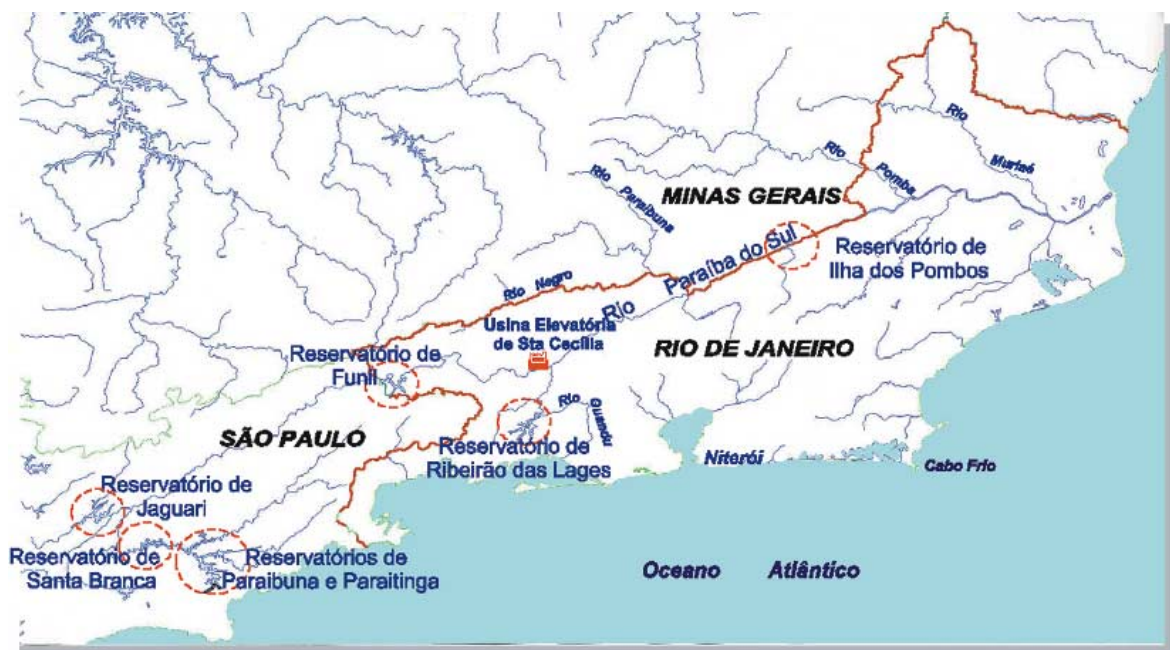 Rio
Muriaé
Rio
Pomba
Rio
Paraibuna
MINAS GERAIS
Rio Paraíba do Sul
Reservatório de
Ilha dos Pombos
Rio Negro
Usina Elevatória
de Sta Cecília
RIO DE JANEIRO
Reservatório de
Funil
Rio Guandu
SÃO PAULO
Reservatório de
Ribeirão das Lages
Niterói
Cabo Frio
Reservatório de
Jaguari
Reservatório de
Santa Branca
Reservatórios de
Paraibuna e Paraitinga
Oceano Atlântico